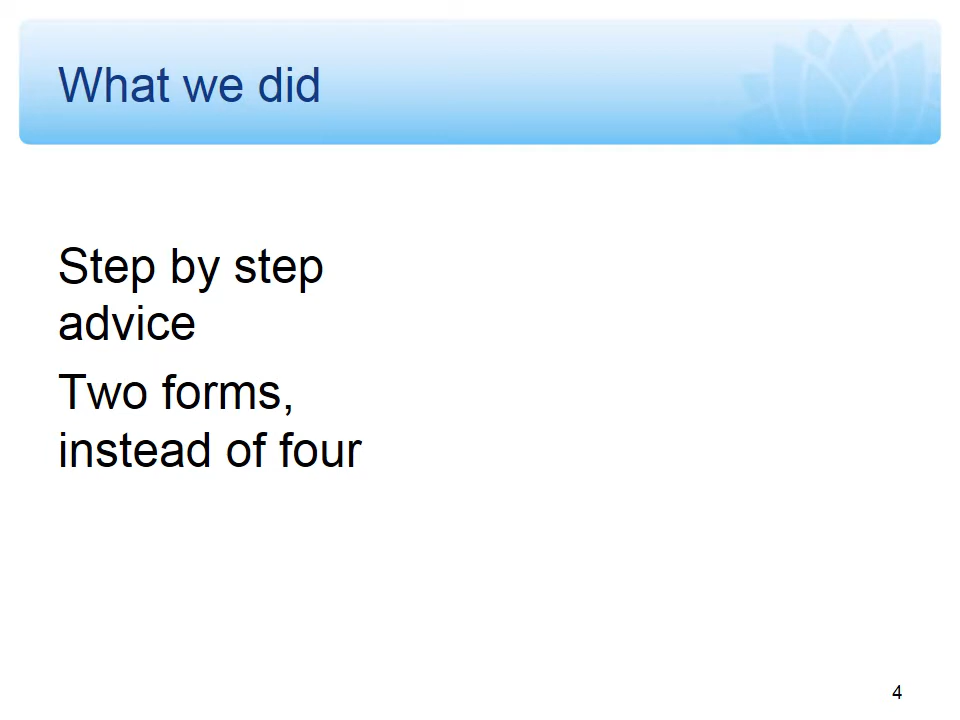 What we did
Step by step
advice
Two forms,
instead of four
4